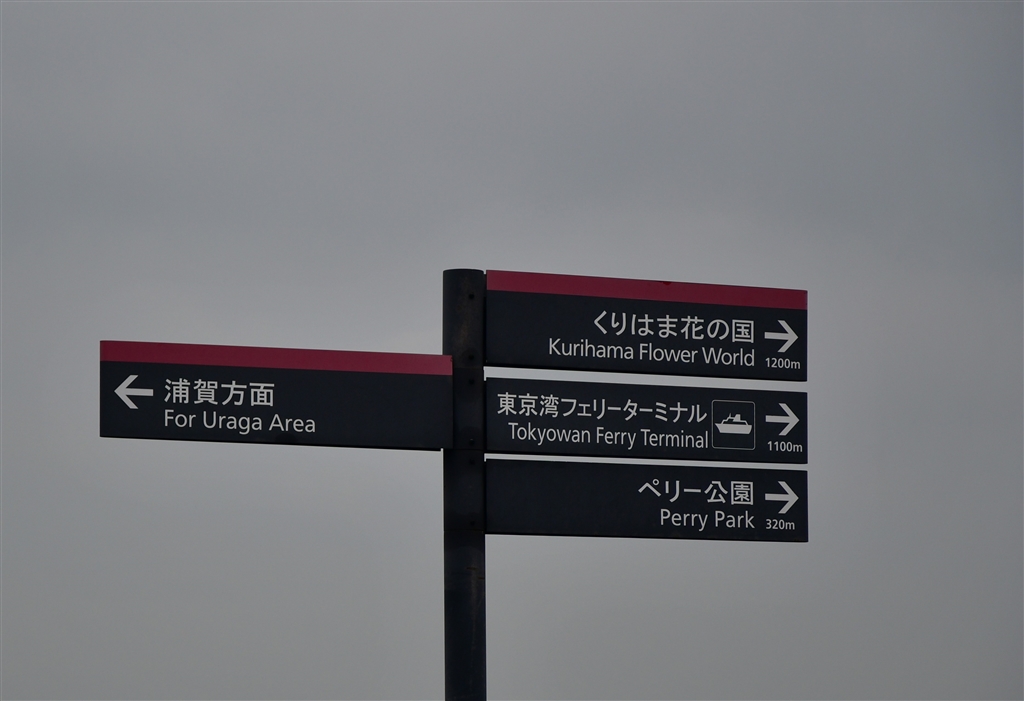 浦賀方面
For Uraga Area
くりはま花の国
Kurihama Flower World
1200m
東京湾フェリーターミナル
Tokyowan Ferry Terminal
1100m
ペリー公園
Perry Park
320m